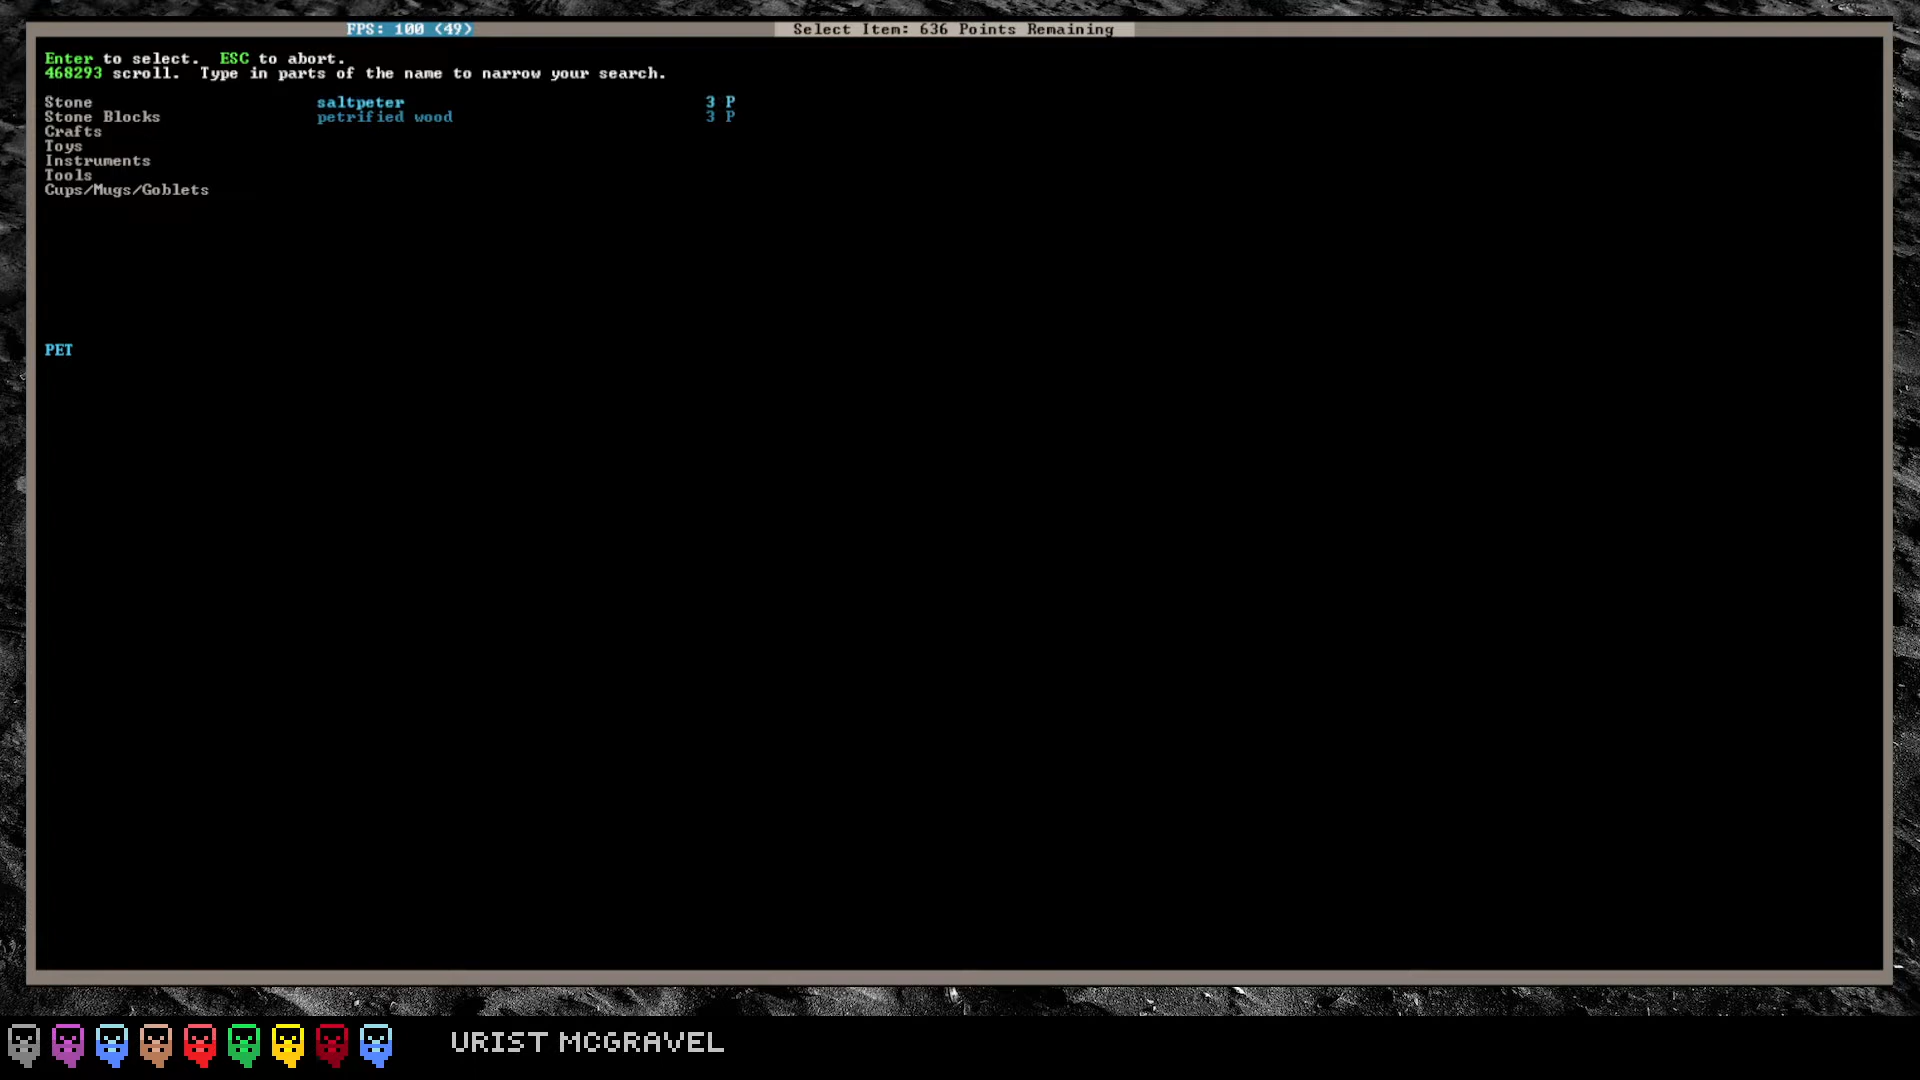 FPS: 100 (49) Select Item: 636 Points Remaining
Enter to select. ESC to abort.
468293 scroll. Type in parts of the name to narrow your search.
Stone saltpeter 3 P
Stone Blocks petrified wood 3 P
Crafts
Toys
Instruments
Tools
Cups/Mugs/Goblets
PET
URIST MCGRAVEL